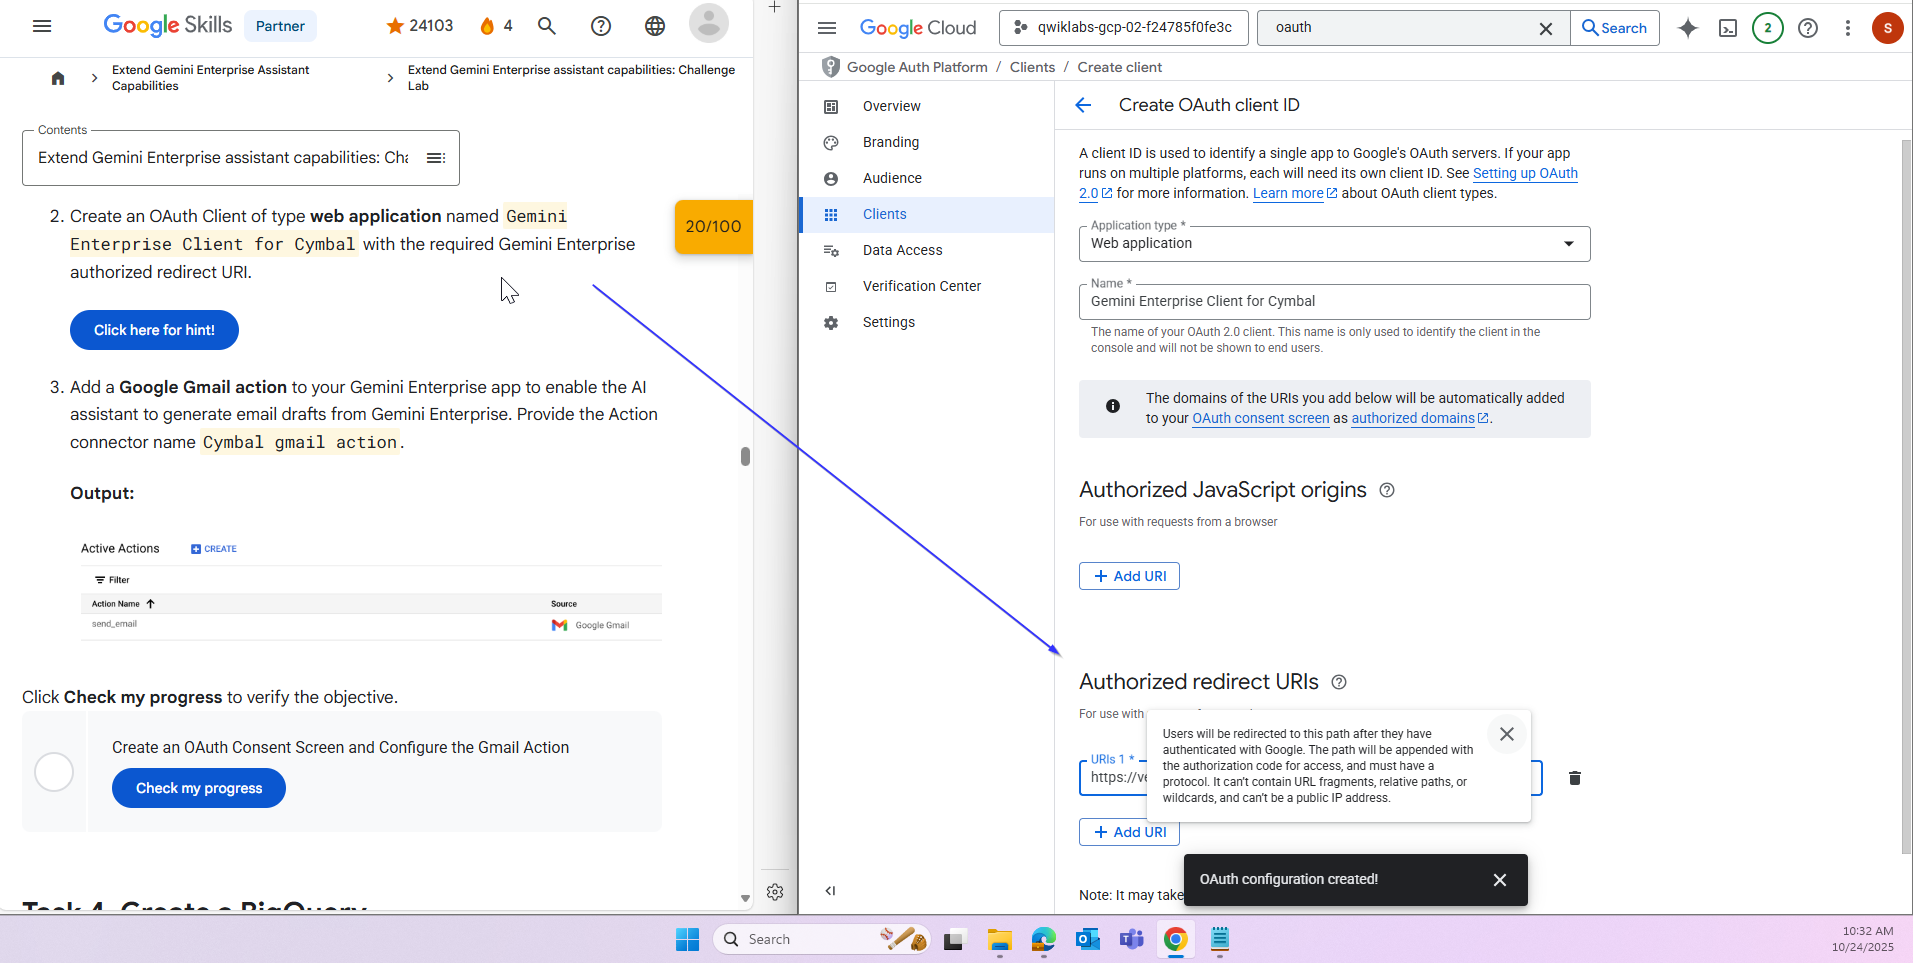 Google Skills
Partner
24103
4
Extend Gemini Enterprise Assistant
Capabilities
Extend Gemini Enterprise assistant capabilities: Challenge
Lab
Contents
Extend Gemini Enterprise assistant capabilities: Cha
2. Create an OAuth Client of type web application named Gemini
Enterprise Client for Cymbal with the required Gemini Enterprise
authorized redirect URI.
20/100
Click here for hint!
3. Add a Google Gmail action to your Gemini Enterprise app to enable the AI
assistant to generate email drafts from Gemini Enterprise. Provide the Action
connector name Cymbal gmail action.
Output:
Active Actions
CREATE
Filter
Action Name
Source
send_email
Google Gmail
Click Check my progress to verify the objective.
Create an OAuth Consent Screen and Configure the Gmail Action
Check my progress
Task 4. Create a BigQuery
Google Cloud
qwiklabs-gcp-02-f24785f0fe3c
oauth
Search
2
S
Google Auth Platform / Clients / Create client
Overview
Branding
Audience
Clients
Data Access
Verification Center
Settings
Create OAuth client ID
A client ID is used to identify a single app to Google's OAuth servers. If your app
runs on multiple platforms, each will need its own client ID. See Setting up OAuth
2.0 for more information. Learn more about OAuth client types.
Application type *
Web application
Name *
Gemini Enterprise Client for Cymbal
The name of your OAuth 2.0 client. This name is only used to identify the client in the
console and will not be shown to end users.
The domains of the URIs you add below will be automatically added
to your OAuth consent screen as authorized domains.
Authorized JavaScript origins
For use with requests from a browser
+ Add URI
Authorized redirect URIs
For use with
Users will be redirected to this path after they have
authenticated with Google. The path will be appended with
the authorization code for access, and must have a
protocol. It can't contain URL fragments, relative paths, or
wildcards, and can't be a public IP address.
URIs 1 *
https://ve
+ Add URI
OAuth configuration created!
Note: It may take
Search
10:32 AM
10/24/2025